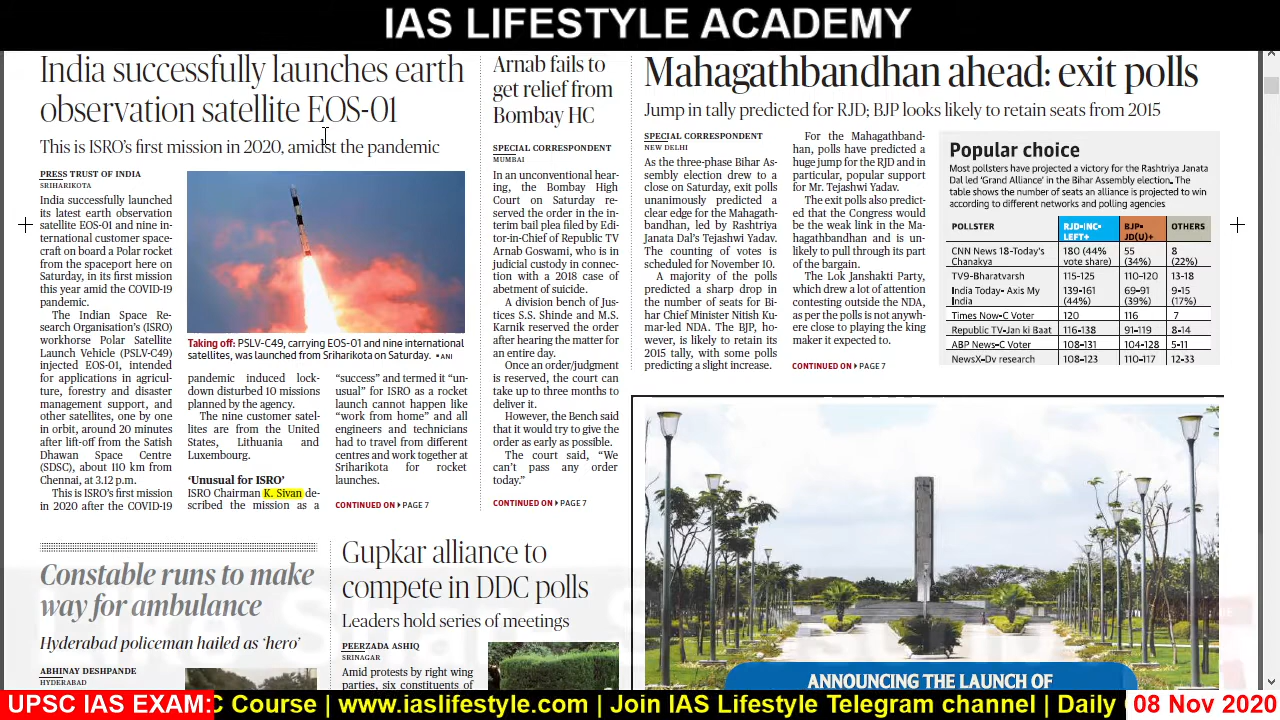 IAS LIFESTYLE ACADEMY
India successfully launches earth
observation satellite EOS-01
This is ISRO's first mission in 2020, amidst the pandemic
PRESS TRUST OF INDIA
SRIHARIKOTA
India successfully launched
its latest earth observation
satellite EOS-01 and nine in-
ternational customer space-
craft on board a Polar rocket
from the spaceport here on
Saturday, in its first mission
this year amid the COVID-19
pandemic.
The Indian Space Re-
search Organisation's (ISRO)
workhorse Polar Satellite
Launch Vehicle (PSLV-C49)
injected EOS-01, intended
for applications in agricul-
ture, forestry and disaster
management support, and
other satellites, one by one
in orbit, around 20 minutes
after lift-off from the Satish
Dhawan Space Centre
(SDSC), about 110 km from
Chennai, at 3.12 p.m.
This is ISRO's first mission
in 2020 after the COVID-19
Taking off: PSLV-C49, carrying EOS-01 and nine international
satellites, was launched from Sriharikota on Saturday. ▪ ANI
pandemic induced lock-
down disturbed 10 missions
planned by the agency.
The nine customer satel-
lites are from the United
States, Lithuania and
Luxembourg.
'Unusual for ISRO'
ISRO Chairman K. Sivan de-
scribed the mission as a
"success" and termed it "un-
usual" for ISRO as a rocket
launch cannot happen like
"work from home" and all
engineers and technicians
had to travel from different
centres and work together at
Sriharikota for rocket
launches.
CONTINUED ON ▸ PAGE 7
Arnab fails to
get relief from
Bombay HC
SPECIAL CORRESPONDENT
MUMBAI
In an unconventional hear-
ing, the Bombay High
Court on Saturday re-
served the order in the in-
terim bail plea filed by Edi-
tor-in-Chief of Republic TV
Arnab Goswami, who is in
judicial custody in connec-
tion with a 2018 case of
abetment of suicide.
A division bench of Jus-
tices S.S. Shinde and M.S.
Karnik reserved the order
after hearing the matter for
an entire day.
Once an order/judgment
is reserved, the court can
take up to three months to
deliver it.
However, the Bench said
that it would try to give the
order as early as possible.
The court said, "We
can't pass any order
today."
CONTINUED ON ▸ PAGE 7
Mahagathbandhan ahead: exit polls
Jump in tally predicted for RJD; BJP looks likely to retain seats from 2015
SPECIAL CORRESPONDENT
NEW DELHI
As the three-phase Bihar As-
sembly election drew to a
close on Saturday, exit polls
unanimously predicted a
clear edge for the Mahagath-
bandhan, led by Rashtriya
Janata Dal's Tejashwi Yadav.
The counting of votes is
scheduled for November 10.
A majority of the polls
predicted a sharp drop in
the number of seats for Bi-
har Chief Minister Nitish Ku-
mar-led NDA. The BJP, ho-
wever, is likely to retain its
2015 tally, with some polls
predicting a slight increase.
For the Mahagathband-
han, polls have predicted a
huge jump for the RJD and in
particular, popular support
for Mr. Tejashwi Yadav.
The exit polls also predict-
ed that the Congress would
be the weak link in the Ma-
hagathbandhan and is un-
likely to pull through its part
of the bargain.
The Lok Janshakti Party,
which drew a lot of attention
contesting outside the NDA,
as per the polls is not anywh-
ere close to playing the king
maker it expected to.
CONTINUED ON ▸ PAGE 7
Popular choice
Most pollsters have projected a victory for the Rashtriya Janata
Dal led 'Grand Alliance' in the Bihar Assembly election. The
table shows the number of seats an alliance is projected to win
according to different networks and polling agencies
POLLSTER RJD-INC-LEFT+ BJP-JD(U)+ OTHERS
CNN News 18-Today's Chanakya 180 (44% vote share) 55 (34%) 8 (22%)
TV9-Bharatvarsh 115-125 110-120 13-18
India Today- Axis My India 139-161 (44%) 69-91 (39%) 9-15 (17%)
Times Now-C Voter 120 116 7
Republic TV-Jan ki Baat 116-138 91-119 8-14
ABP News-C Voter 108-131 104-128 5-11
NewsX-Dv research 108-123 110-117 12-33
Constable runs to make
way for ambulance
Hyderabad policeman hailed as 'hero'
ABHINAY DESHPANDE
HYDERABAD
Gupkar alliance to
compete in DDC polls
Leaders hold series of meetings
PEERZADA ASHIQ
SRINAGAR
Amid protests by right wing
parties, six constituents of
ANNOUNCING THE LAUNCH OF
UPSC IAS EXAM: C Course | www.iaslifestyle.com | Join IAS Lifestyle Telegram channel | Daily 08 Nov 2020